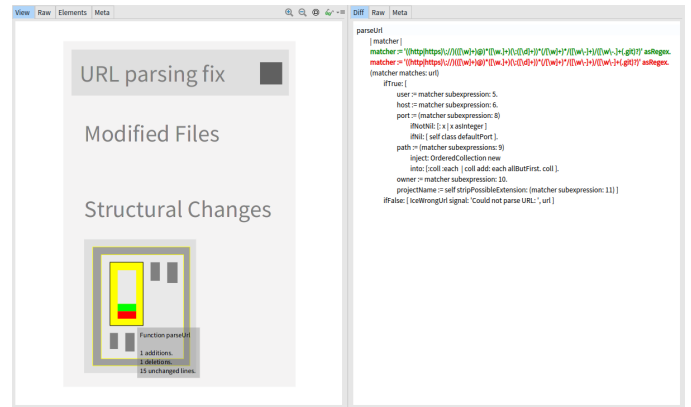 View Raw Elements Meta
URL parsing fix
Modified Files
Structural Changes
Function parseUrl
1 additions.
1 deletions.
15 unchanged lines.
Diff Raw Meta
parseUrl
| matcher |
matcher := '((http|https)\://)(([\w]+)@)*([\w.]+)(\:([\d]+))*(/[\w]+)*/([\w\-]+)/([\w\-.]+(.git)?)' asRegex.
matcher := '((http|https)\://)(([\w]+)@)*([\w.]+)(\:([\d]+))*(/[\w]+)*/([\w\-]+)/([\w\-]+(.git)?)' asRegex.
(matcher matches: url)
ifTrue: [
user := matcher subexpression: 5.
host := matcher subexpression: 6.
port := (matcher subexpression: 8)
ifNotNil: [: x | x asInteger ]
ifNil: [ self class defaultPort ].
path := (matcher subexpressions: 9)
inject: OrderedCollection new
into: [:coll :each | coll add: each allButFirst. coll ].
owner := matcher subexpression: 10.
projectName := self stripPossibleExtension: (matcher subexpression: 11) ]
ifFalse: [ IceWrongUrl signal: 'Could not parse URL: ', url ]